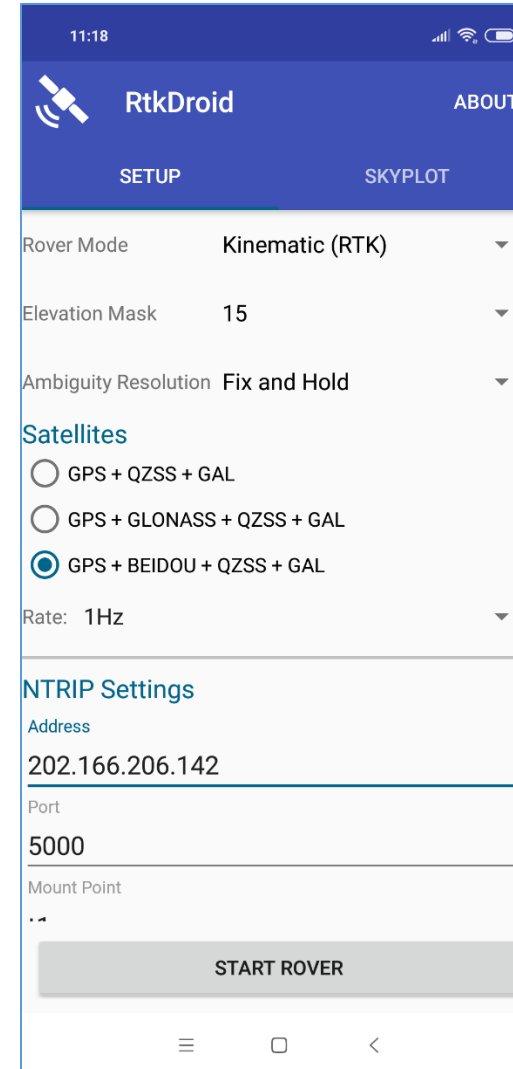 11:18
RtkDroid ABOUT
SETUP SKYPLOT
Rover Mode Kinematic (RTK)
Elevation Mask 15
Ambiguity Resolution Fix and Hold
Satellites
GPS + QZSS + GAL
GPS + GLONASS + QZSS + GAL
GPS + BEIDOU + QZSS + GAL
Rate: 1Hz
NTRIP Settings
Address
202.166.206.142
Port
5000
Mount Point
START ROVER